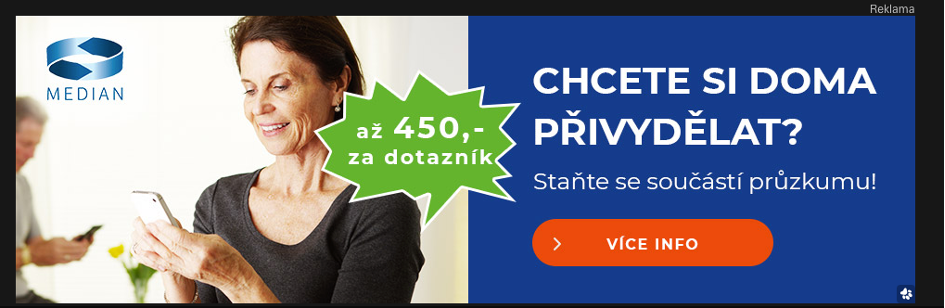 Reklama
MEDIAN
až 450,-
za dotazník
CHCETE SI DOMA
PŘIVYDĚLAT?
Staňte se součástí průzkumu!
VÍCE INFO